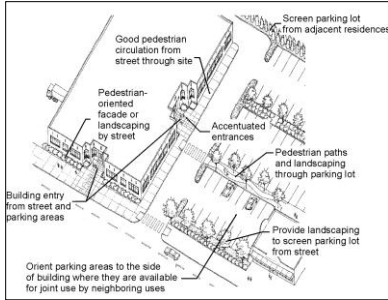 Good pedestrian
circulation from
street through site
Screen parking lot
from adjacent residences
Pedestrian-
oriented
facade or
landscaping
by street
Accentuated
entrances
Pedestrian paths
and landscaping
through parking lot
Building entry
from street and
parking areas
Provide landscaping
to screen parking lot
from street
Orient parking areas to the side
of building where they are available
for joint use by neighboring uses